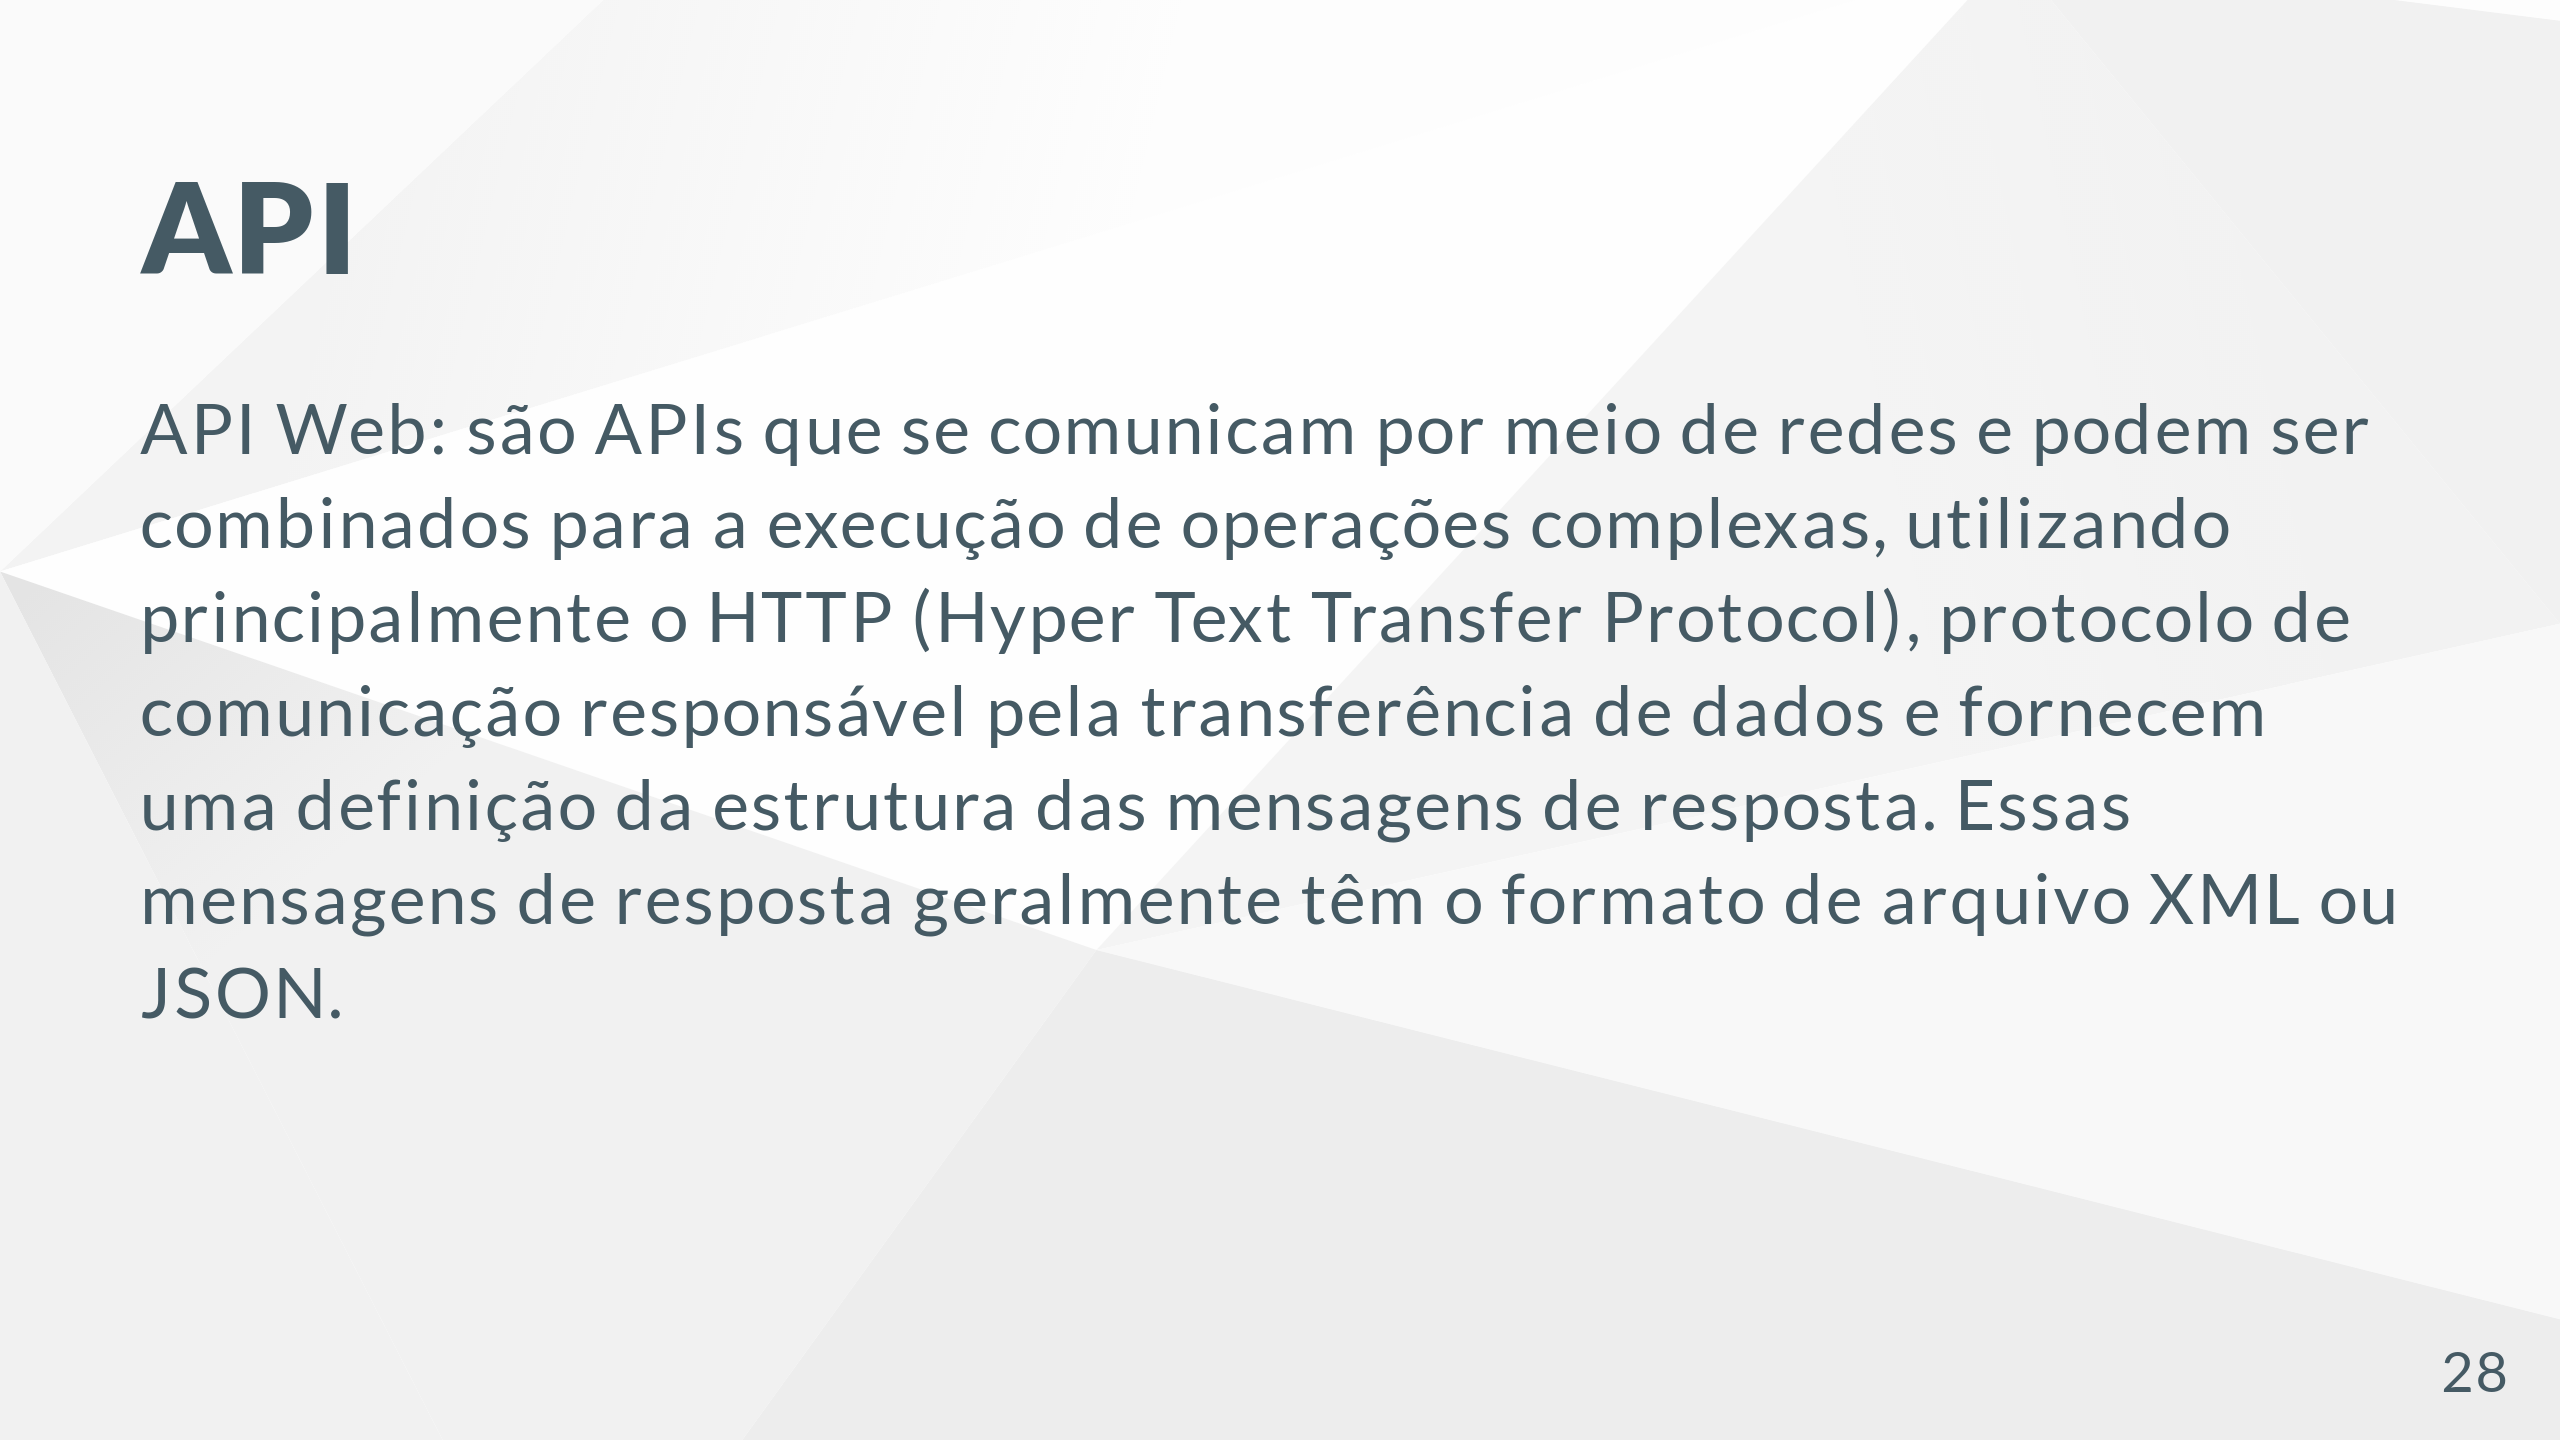 API
API Web: são APIs que se comunicam por meio de redes e podem ser
combinados para a execução de operações complexas, utilizando
principalmente o HTTP (Hyper Text Transfer Protocol), protocolo de
comunicação responsável pela transferência de dados e fornecem
uma definição da estrutura das mensagens de resposta. Essas
mensagens de resposta geralmente têm o formato de arquivo XML ou
JSON.
28